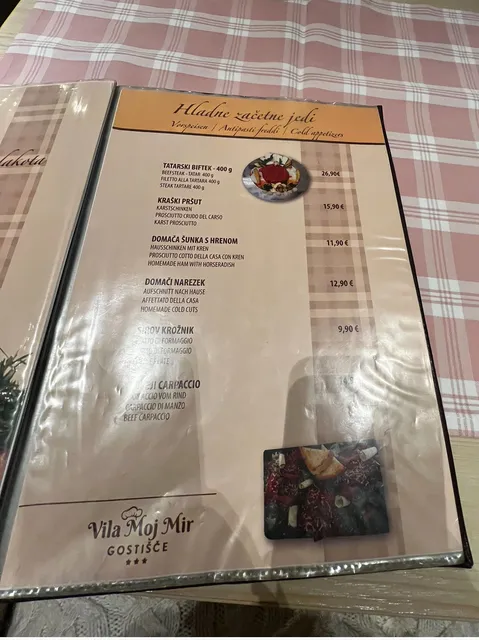 Hladne začetne jedi
Vorspeisen / Antipasti freddi / Cold appetizers
TATARSKI BIFTEK - 400 g
BEEFSTEAK - TATAR 400 g
FILETTO ALLA TARTARA 400 g
STEAK TARTARE 400 g
26,90€
KRAŠKI PRŠUT
KARSTSCHINKEN
PROSCIUTTO CRUDO DEL CARSO
KARST PROSCIUTTO
15,90 €
DOMAČA ŠUNKA S HRENOM
HAUSSCHINKEN MIT KREN
PROSCIUTTO COTTO DELLA CASA CON KREN
HOMEMADE HAM WITH HORSERADISH
11,90 €
DOMAČI NAREZEK
AUFSCHNITT NACH HAUSE
AFFETTATO DELLA CASA
HOMEMADE COLD CUTS
12,90 €
SIROV KROŽNIK
FORMAGGIO
9,90 €
CARPACCIO
VOM RIND
CARPACCIO DI MANZO
BEEF CARPACCIO
Vila Moj Mir
GOSTIŠČE